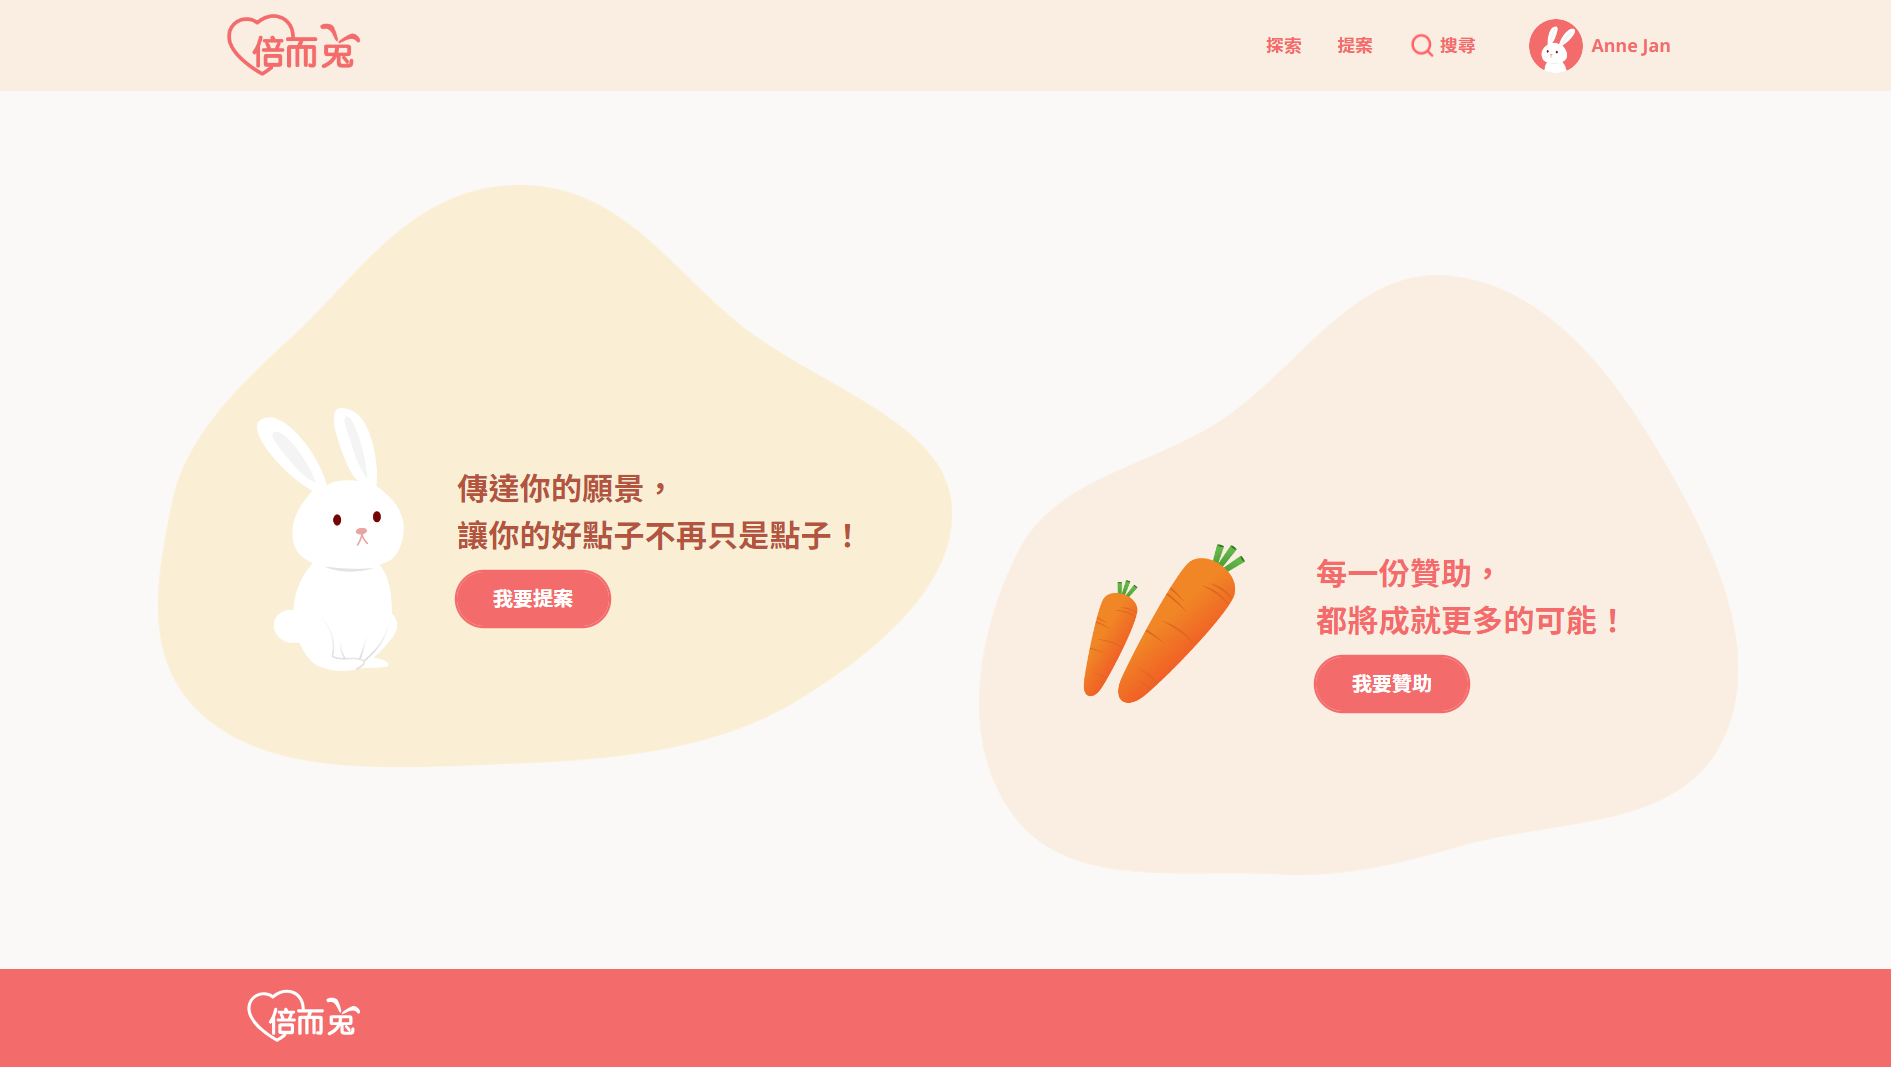 倍而兔
探索
提案
搜尋
Anne Jan
傳達你的願景，
讓你的好點子不再只是點子！
我要提案
每一份贊助，
都將成就更多的可能！
我要贊助
倍而兔